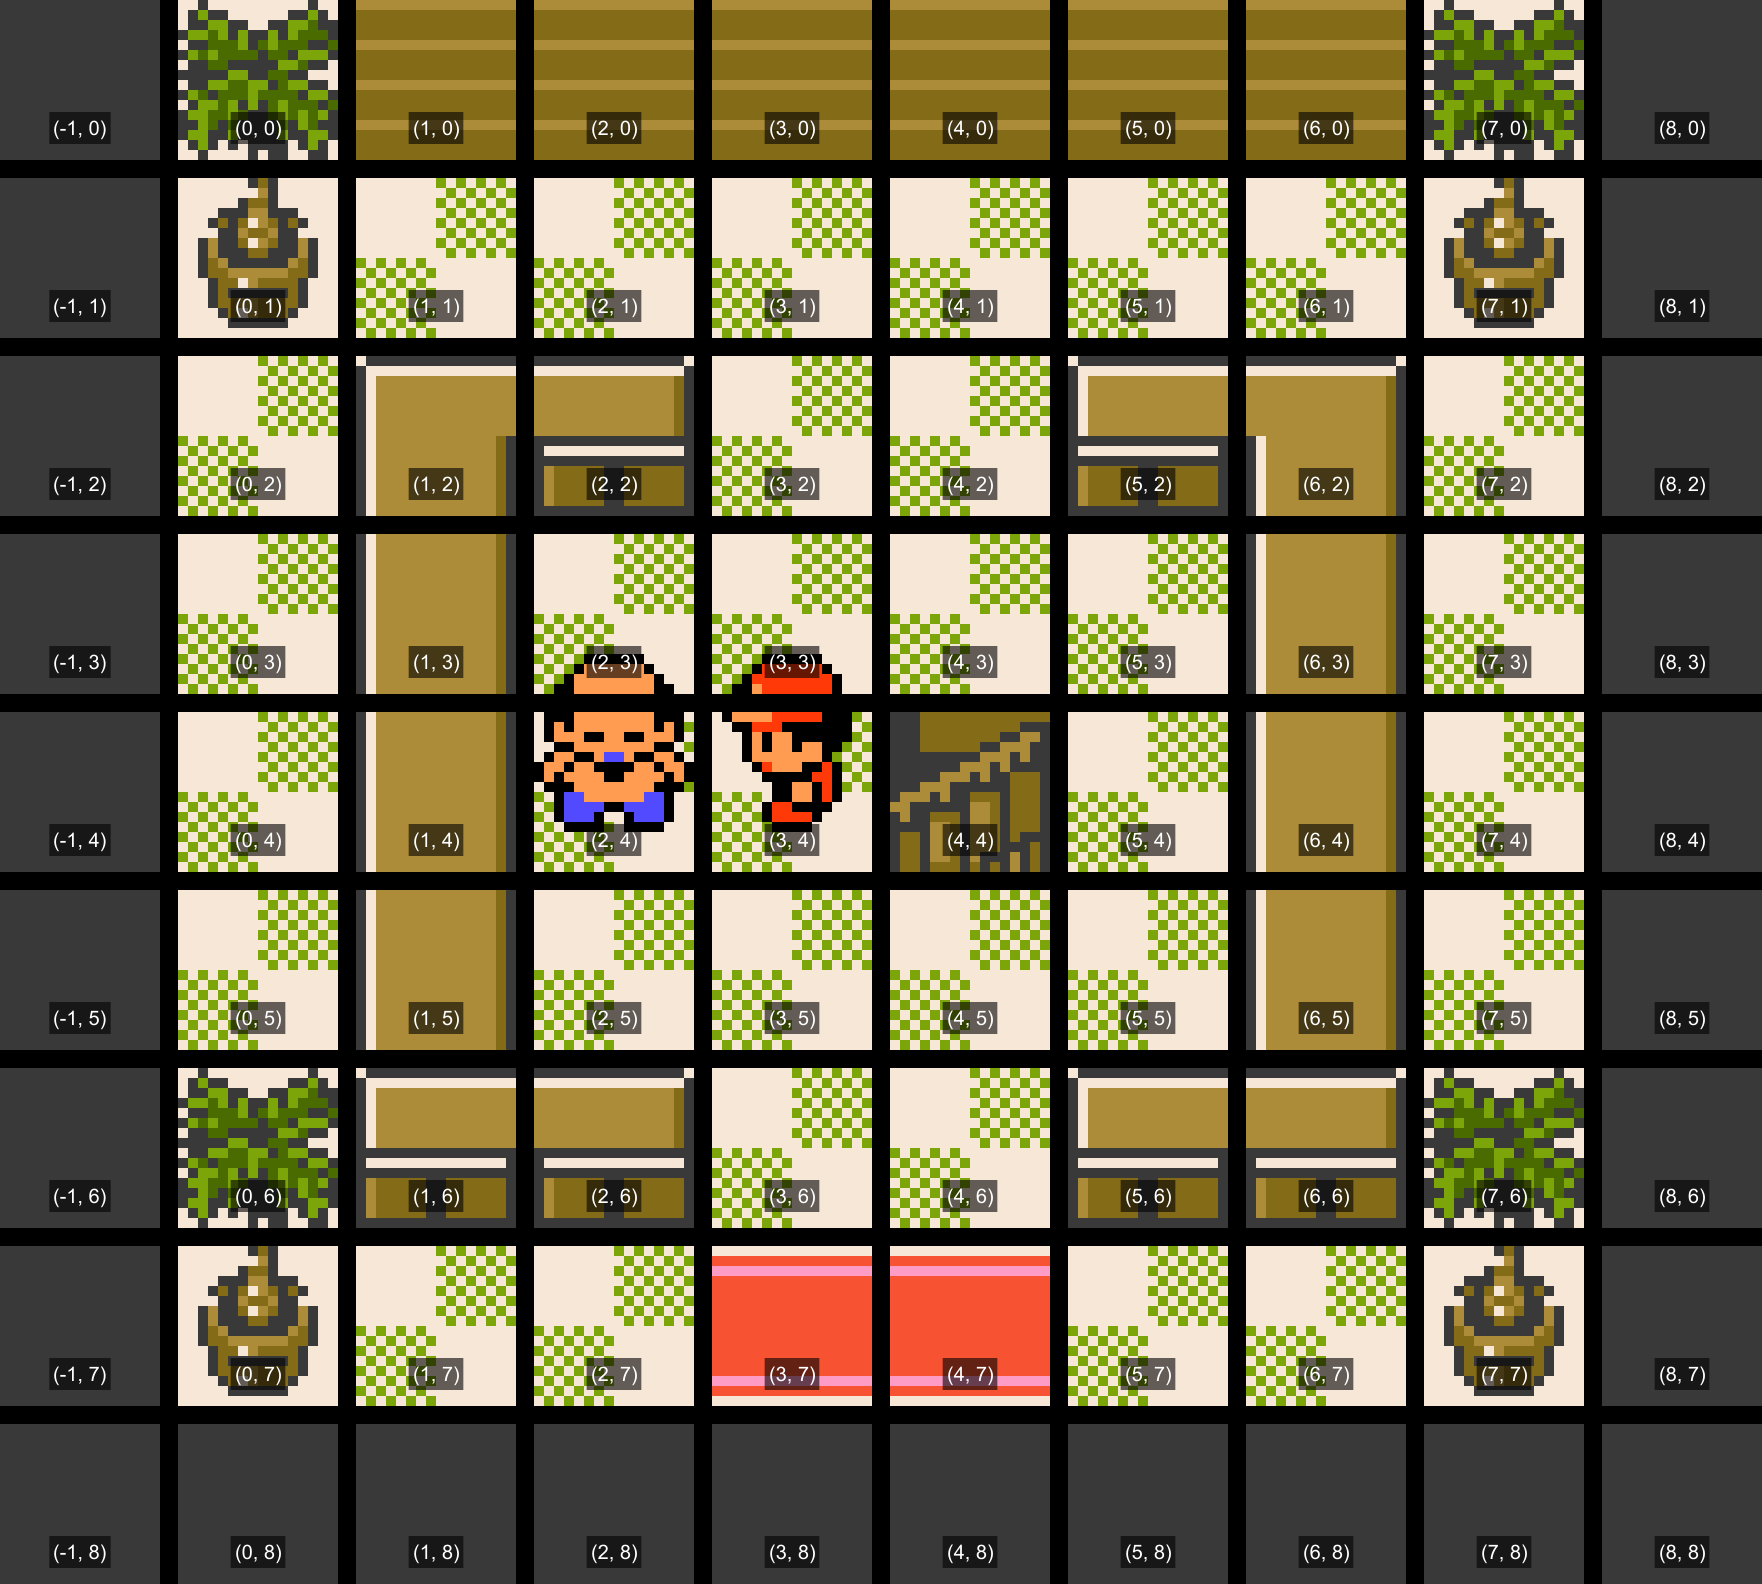 (-1, 0) (0, 0) (1, 0) (2, 0) (3, 0) (4, 0) (5, 0) (6, 0) (7, 0) (8, 0)
(-1, 1) (0, 1) (1, 1) (2, 1) (3, 1) (4, 1) (5, 1) (6, 1) (7, 1) (8, 1)
(-1, 2) (0, 2) (1, 2) (2, 2) (3, 2) (4, 2) (5, 2) (6, 2) (7, 2) (8, 2)
(-1, 3) (0, 3) (1, 3) (2, 3) (3, 3) (4, 3) (5, 3) (6, 3) (7, 3) (8, 3)
(-1, 4) (0, 4) (1, 4) (2, 4) (3, 4) (4, 4) (5, 4) (6, 4) (7, 4) (8, 4)
(-1, 5) (0, 5) (1, 5) (2, 5) (3, 5) (4, 5) (5, 5) (6, 5) (7, 5) (8, 5)
(-1, 6) (0, 6) (1, 6) (2, 6) (3, 6) (4, 6) (5, 6) (6, 6) (7, 6) (8, 6)
(-1, 7) (0, 7) (1, 7) (2, 7) (3, 7) (4, 7) (5, 7) (6, 7) (7, 7) (8, 7)
(-1, 8) (0, 8) (1, 8) (2, 8) (3, 8) (4, 8) (5, 8) (6, 8) (7, 8) (8, 8)